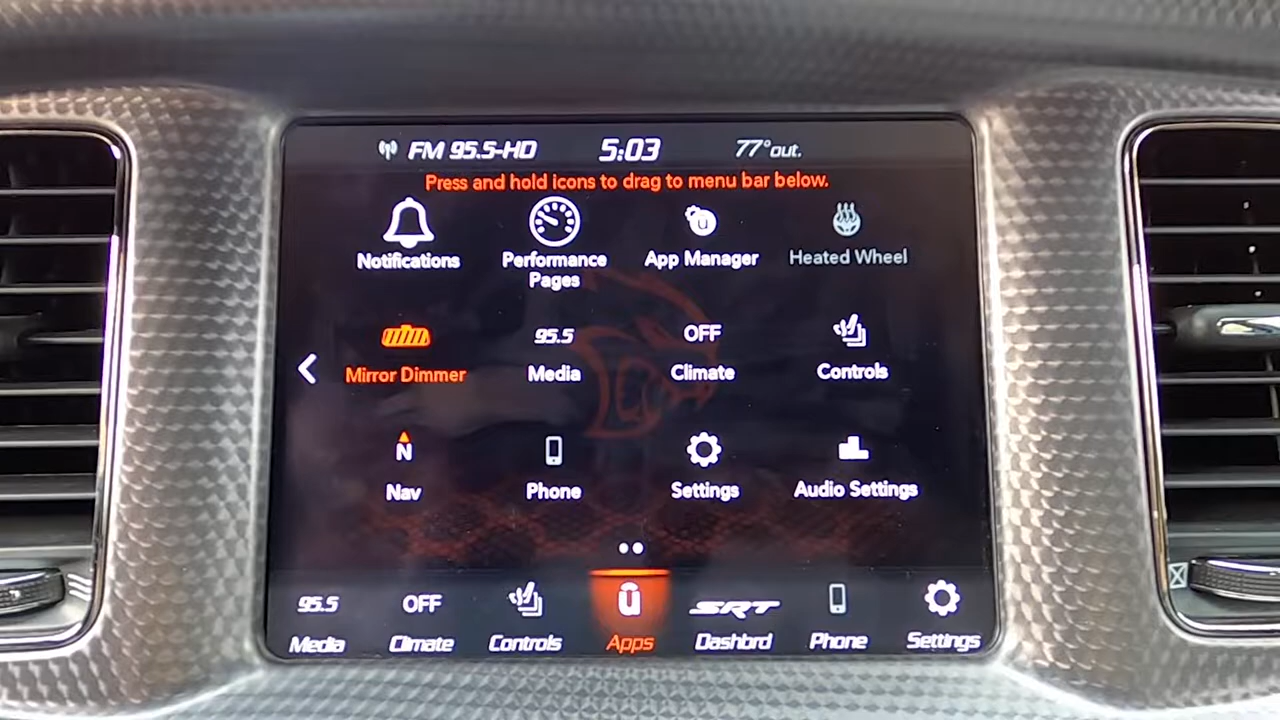 FM 95.5-HD 5:03 77°out.
Press and hold icons to drag to menu bar below.
Notifications
Performance
Pages
u
App Manager
Heated Wheel
Mirror Dimmer
95.5
Media
OFF
Climate
Controls
N
Nav
Phone
Settings
Audio Settings
95.5
Media
OFF
Climate
Controls
ū
Apps
SRT
Dashbrd
Phone
Settings